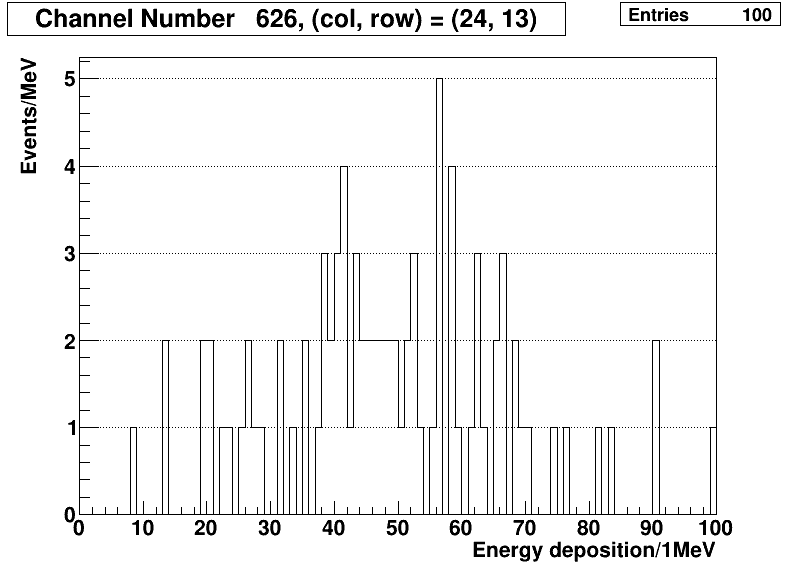 Channel Number 626, (col, row) = (24, 13)
Entries 100
Events/MeV
5
4
3
2
1
0
0 10 20 30 40 50 60 70 80 90 100
Energy deposition/1MeV